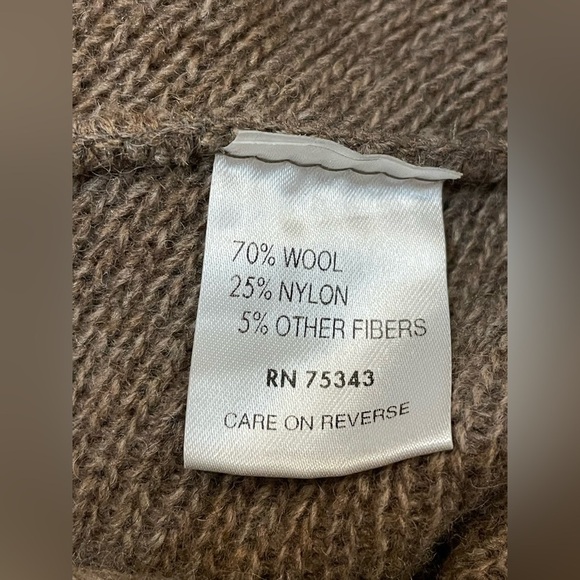 70% WOOL
25% NYLON
5% OTHER FIBERS
RN 75343
CARE ON REVERSE